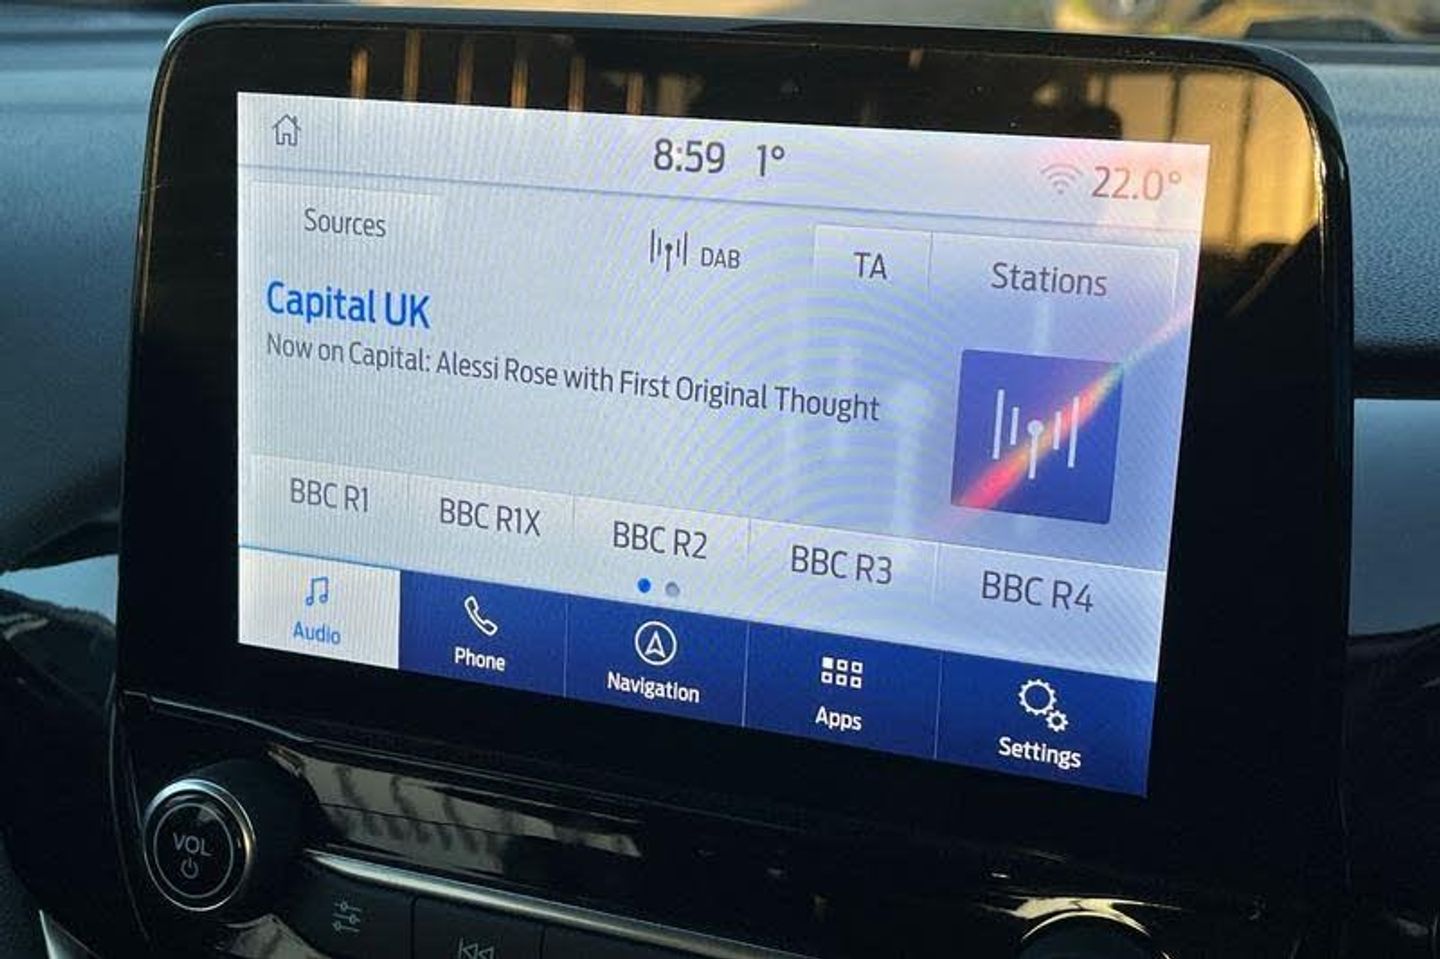 8:59 1° 22.0°
Sources DAB TA Stations
Capital UK
Now on Capital: Alessi Rose with First Original Thought
BBC R1 BBC R1X BBC R2 BBC R3 BBC R4
Audio Phone Navigation Apps Settings
VOL